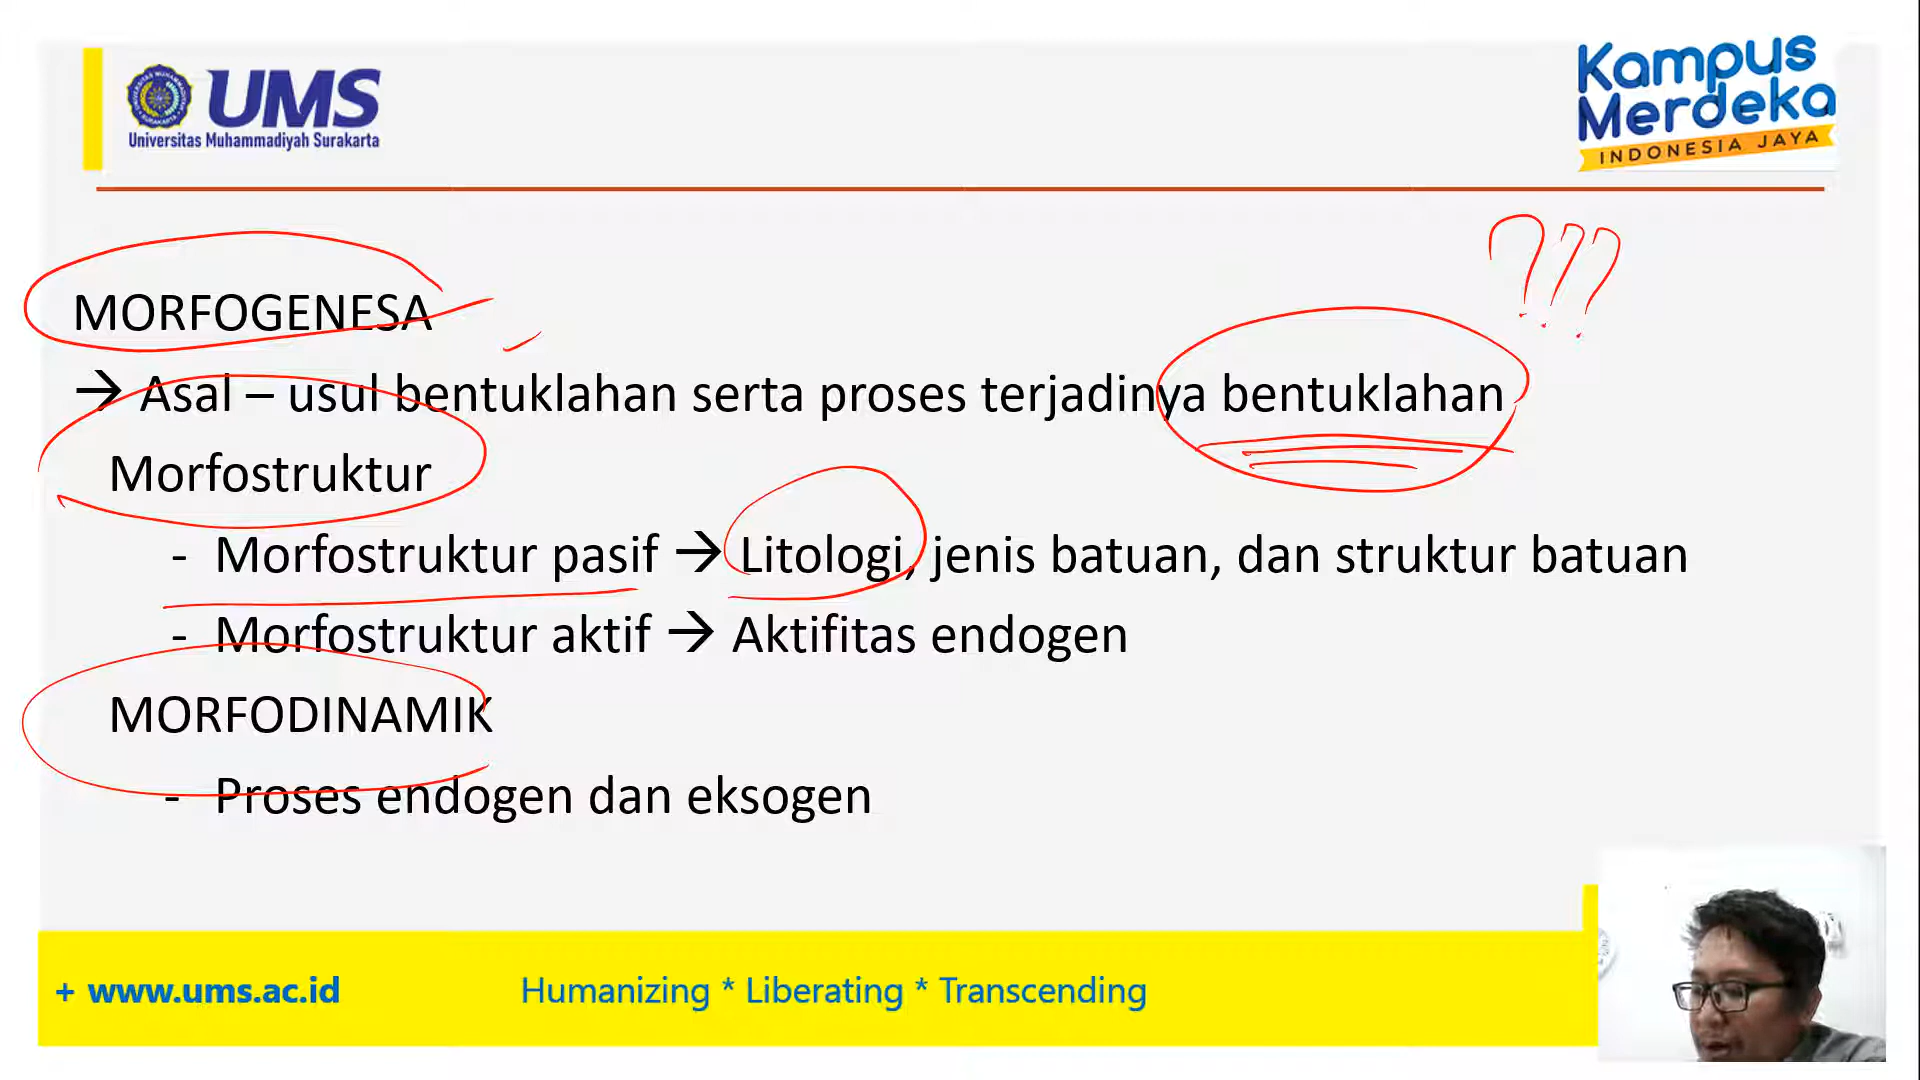 UMS
Universitas Muhammadiyah Surakarta
Kampus
Merdeka
INDONESIA JAYA
???
MORFOGENESA
→ Asal – usul bentuklahan serta proses terjadinya bentuklahan
Morfostruktur
- Morfostruktur pasif → Litologi, jenis batuan, dan struktur batuan
- Morfostruktur aktif → Aktifitas endogen
MORFODINAMIK
- Proses endogen dan eksogen
+ www.ums.ac.id Humanizing * Liberating * Transcending